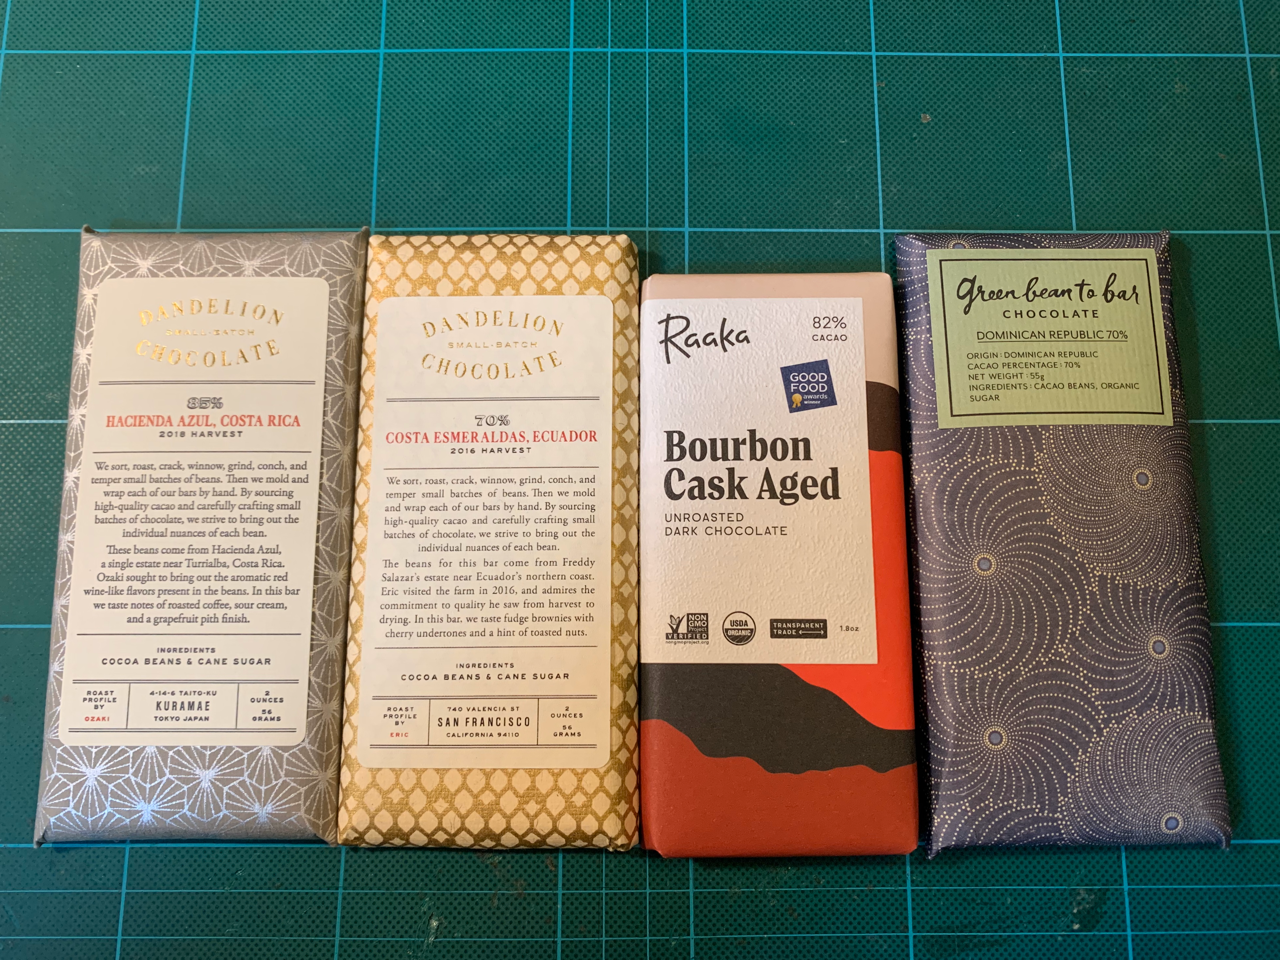 DANDELION
SMALL-BATCH
CHOCOLATE
85%
HACIENDA AZUL, COSTA RICA
2018 HARVEST
We sort, roast, crack, winnow, grind, conch, and
temper small batches of beans. Then we mold and
wrap each of our bars by hand. By sourcing
high-quality cacao and carefully crafting small
batches of chocolate, we strive to bring out the
individual nuances of each bean.
These beans come from Hacienda Azul,
a single estate near Turrialba, Costa Rica.
Ozaki sought to bring out the aromatic red
wine-like flavors present in the beans. In this bar
we taste notes of roasted coffee, sour cream,
and a grapefruit pith finish.
INGREDIENTS
COCOA BEANS & CANE SUGAR
ROAST
PROFILE
BY
OZAKI
4-14-6 TAITO-KU
KURAMAE
TOKYO JAPAN
2
OUNCES
56
GRAMS
DANDELION
SMALL-BATCH
CHOCOLATE
70%
COSTA ESMERALDAS, ECUADOR
2016 HARVEST
We sort, roast, crack, winnow, grind, conch, and
temper small batches of beans. Then we mold
and wrap each of our bars by hand. By sourcing
high-quality cacao and carefully crafting small
batches of chocolate, we strive to bring out the
individual nuances of each bean.
The beans for this bar come from Freddy
Salazar's estate near Ecuador's northern coast.
Eric visited the farm in 2016, and admires the
commitment to quality he saw from harvest to
drying. In this bar, we taste fudge brownies with
cherry undertones and a hint of toasted nuts.
INGREDIENTS
COCOA BEANS & CANE SUGAR
ROAST
PROFILE
BY
ERIC
740 VALENCIA ST
SAN FRANCISCO
CALIFORNIA 94110
2
OUNCES
56
GRAMS
Raaka
82%
CACAO
GOOD
FOOD
awards
WINNER
Bourbon
Cask Aged
UNROASTED
DARK CHOCOLATE
NON
GMO
Project
VERIFIED
nongmoproject.org
USDA
ORGANIC
TRANSPARENT
TRADE
1.8oz
green bean to bar
CHOCOLATE
DOMINICAN REPUBLIC 70%
ORIGIN : DOMINICAN REPUBLIC
CACAO PERCENTAGE : 70%
NET WEIGHT : 55g
INGREDIENTS : CACAO BEANS, ORGANIC
SUGAR